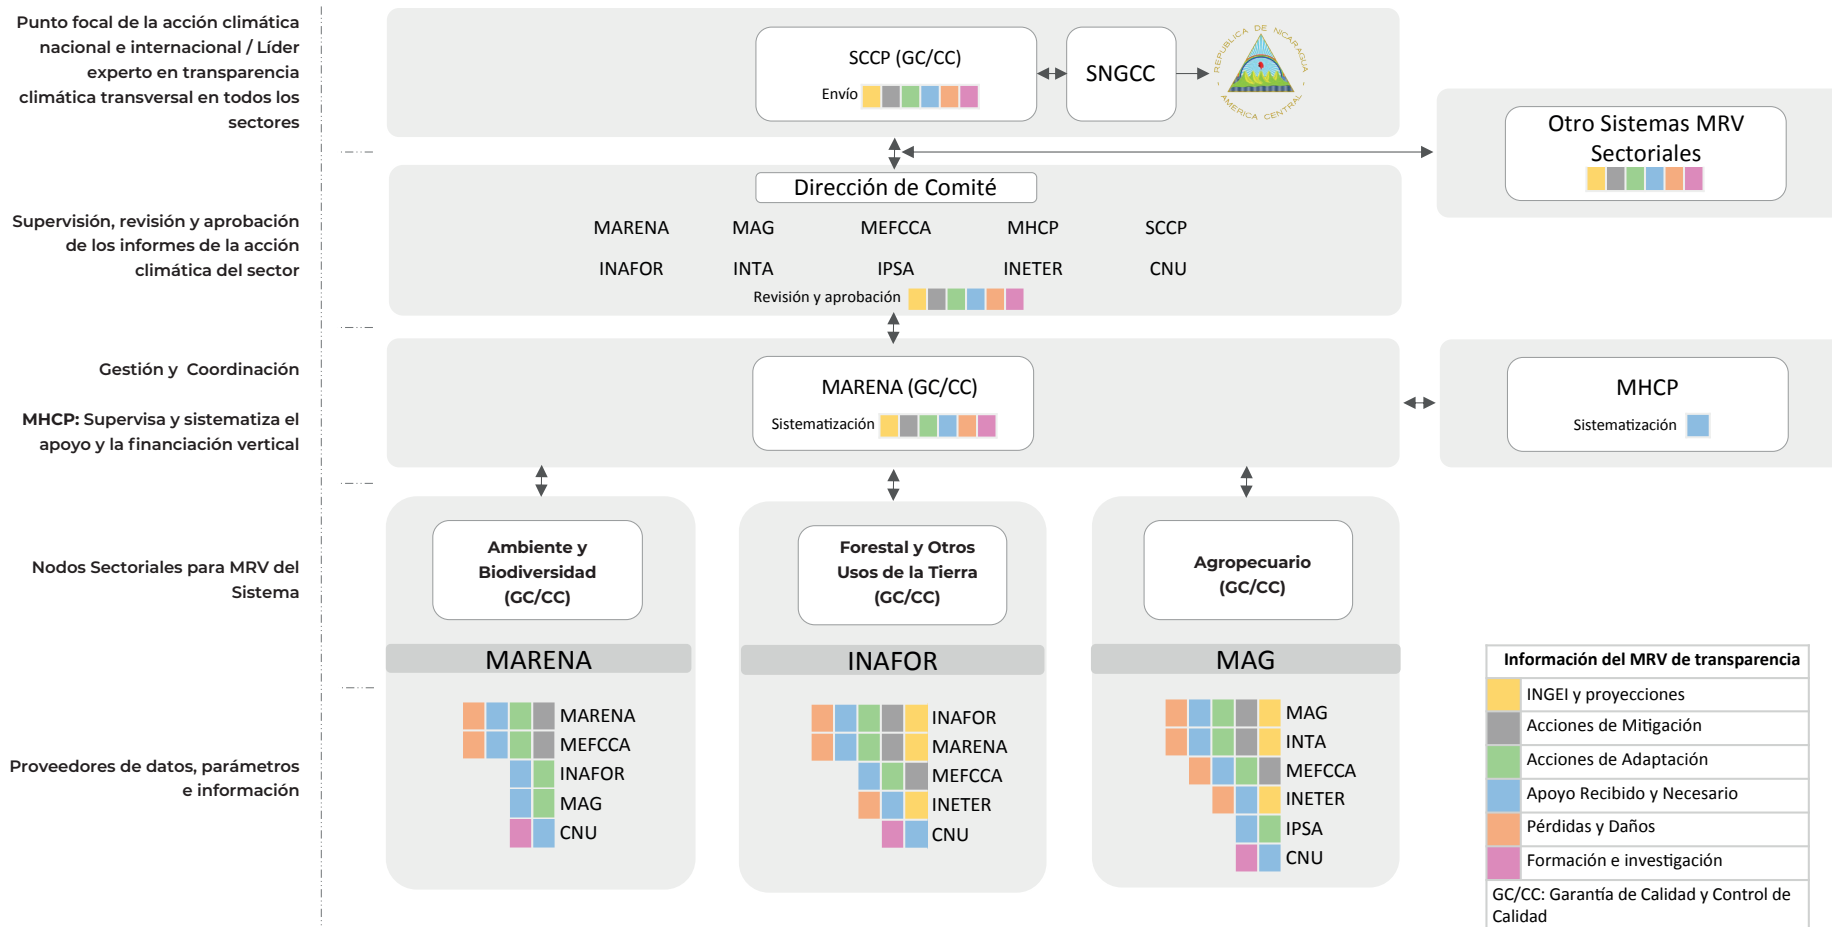 Punto focal de la acción climática
nacional e internacional / Líder
experto en transparencia
climática transversal en todos los
sectores
SCCP (GC/CC)
Envío
SNGCC
REPUBLICA DE NICARAGUA
AMERICA CENTRAL
Otro Sistemas MRV
Sectoriales
Supervisión, revisión y aprobación
de los informes de la acción
climática del sector
Dirección de Comité
MARENA MAG MEFCCA MHCP SCCP
INAFOR INTA IPSA INETER CNU
Revisión y aprobación
Gestión y Coordinación
MHCP: Supervisa y sistematiza el
apoyo y la financiación vertical
MARENA (GC/CC)
Sistematización
MHCP
Sistematización
Nodos Sectoriales para MRV del
Sistema
Ambiente y
Biodiversidad
(GC/CC)
MARENA
Forestal y Otros
Usos de la Tierra
(GC/CC)
INAFOR
Agropecuario
(GC/CC)
MAG
Proveedores de datos, parámetros
e información
MARENA
MEFCCA
INAFOR
MAG
CNU
INAFOR
MARENA
MEFCCA
INETER
CNU
MAG
INTA
MEFCCA
INETER
IPSA
CNU
Información del MRV de transparencia
INGEI y proyecciones
Acciones de Mitigación
Acciones de Adaptación
Apoyo Recibido y Necesario
Pérdidas y Daños
Formación e investigación
GC/CC: Garantía de Calidad y Control de
Calidad